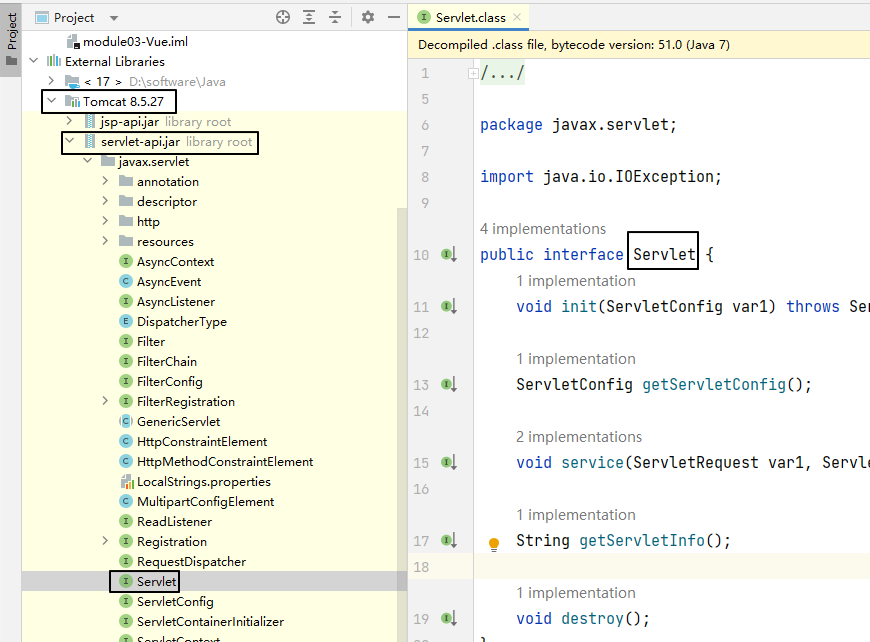 Project
Project
module03-Vue.iml
External Libraries
< 17 > D:\software\Java
Tomcat 8.5.27
jsp-api.jar library root
servlet-api.jar library root
javax.servlet
annotation
descriptor
http
resources
AsyncContext
AsyncEvent
AsyncListener
DispatcherType
Filter
FilterChain
FilterConfig
FilterRegistration
GenericServlet
HttpConstraintElement
HttpMethodConstraintElement
LocalStrings.properties
MultipartConfigElement
ReadListener
Registration
RequestDispatcher
Servlet
ServletConfig
ServletContainerInitializer
ServletContext
Servlet.class
Decompiled .class file, bytecode version: 51.0 (Java 7)
1 /.../
5
6 package javax.servlet;
7
8 import java.io.IOException;
9
4 implementations
10 public interface Servlet {
1 implementation
11 void init(ServletConfig var1) throws Ser
12
1 implementation
13 ServletConfig getServletConfig();
14
2 implementations
15 void service(ServletRequest var1, Servle
16
1 implementation
17 String getServletInfo();
18
1 implementation
19 void destroy();